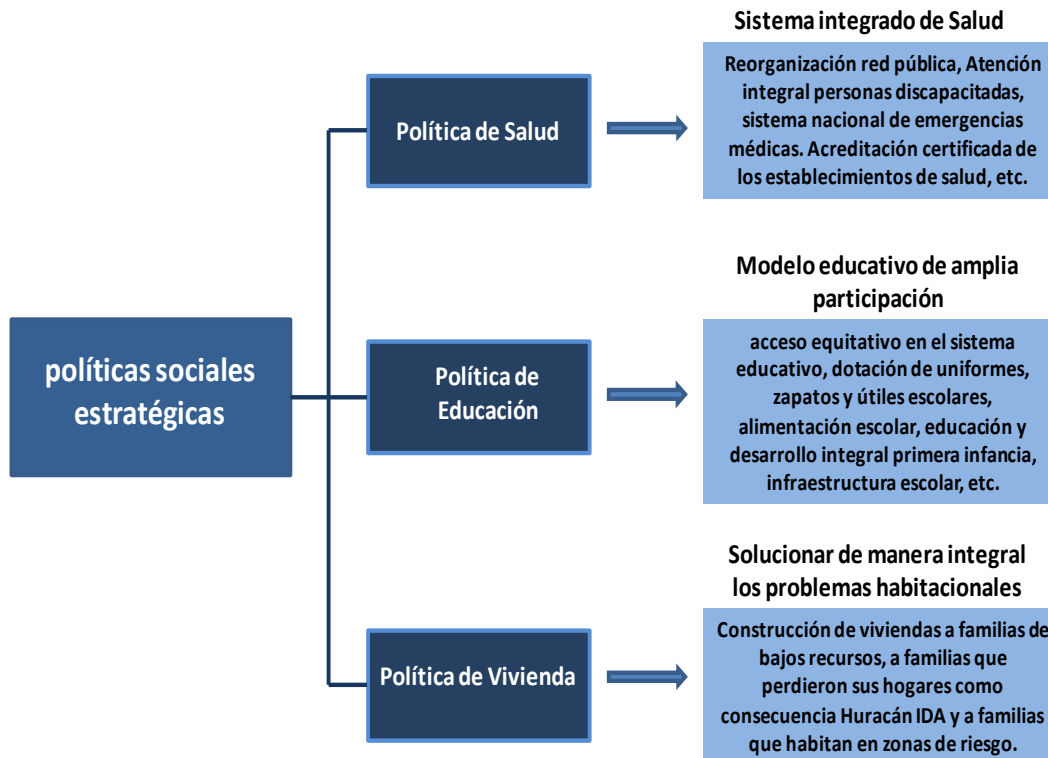 políticas sociales
estratégicas
Política de Salud
Sistema integrado de Salud
Reorganización red pública, Atención
integral personas discapacitadas,
sistema nacional de emergencias
médicas. Acreditación certificada de
los establecimientos de salud, etc.
Política de
Educación
Modelo educativo de amplia
participación
acceso equitativo en el sistema
educativo, dotación de uniformes,
zapatos y útiles escolares,
alimentación escolar, educación y
desarrollo integral primera infancia,
infraestructura escolar, etc.
Política de Vivienda
Solucionar de manera integral
los problemas habitacionales
Construcción de viviendas a familias de
bajos recursos, a familias que
perdieron sus hogares como
consecuencia Huracán IDA y a familias
que habitan en zonas de riesgo.